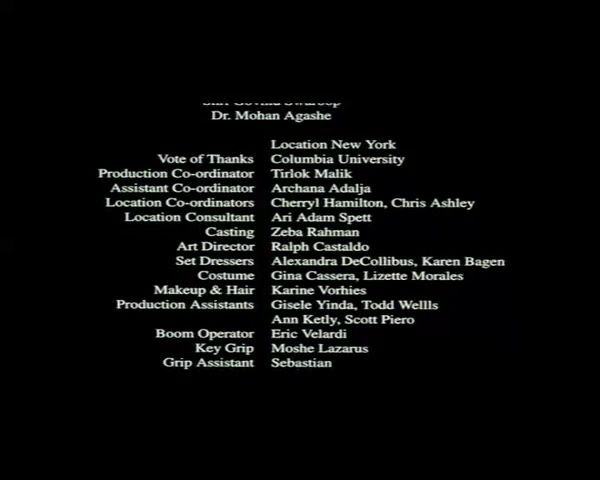 Dr. Mohan Agashe
Location New York
Vote of Thanks Columbia University
Production Co-ordinator Tirlok Malik
Assistant Co-ordinator Archana Adalja
Location Co-ordinators Cherryl Hamilton, Chris Ashley
Location Consultant Ari Adam Spett
Casting Zeba Rahman
Art Director Ralph Castaldo
Set Dressers Alexandra DeCollibus, Karen Bagen
Costume Gina Cassera, Lizette Morales
Makeup & Hair Karine Vorhies
Production Assistants Gisele Yinda, Todd Wellls
Ann Ketly, Scott Piero
Boom Operator Eric Velardi
Key Grip Moshe Lazarus
Grip Assistant Sebastian